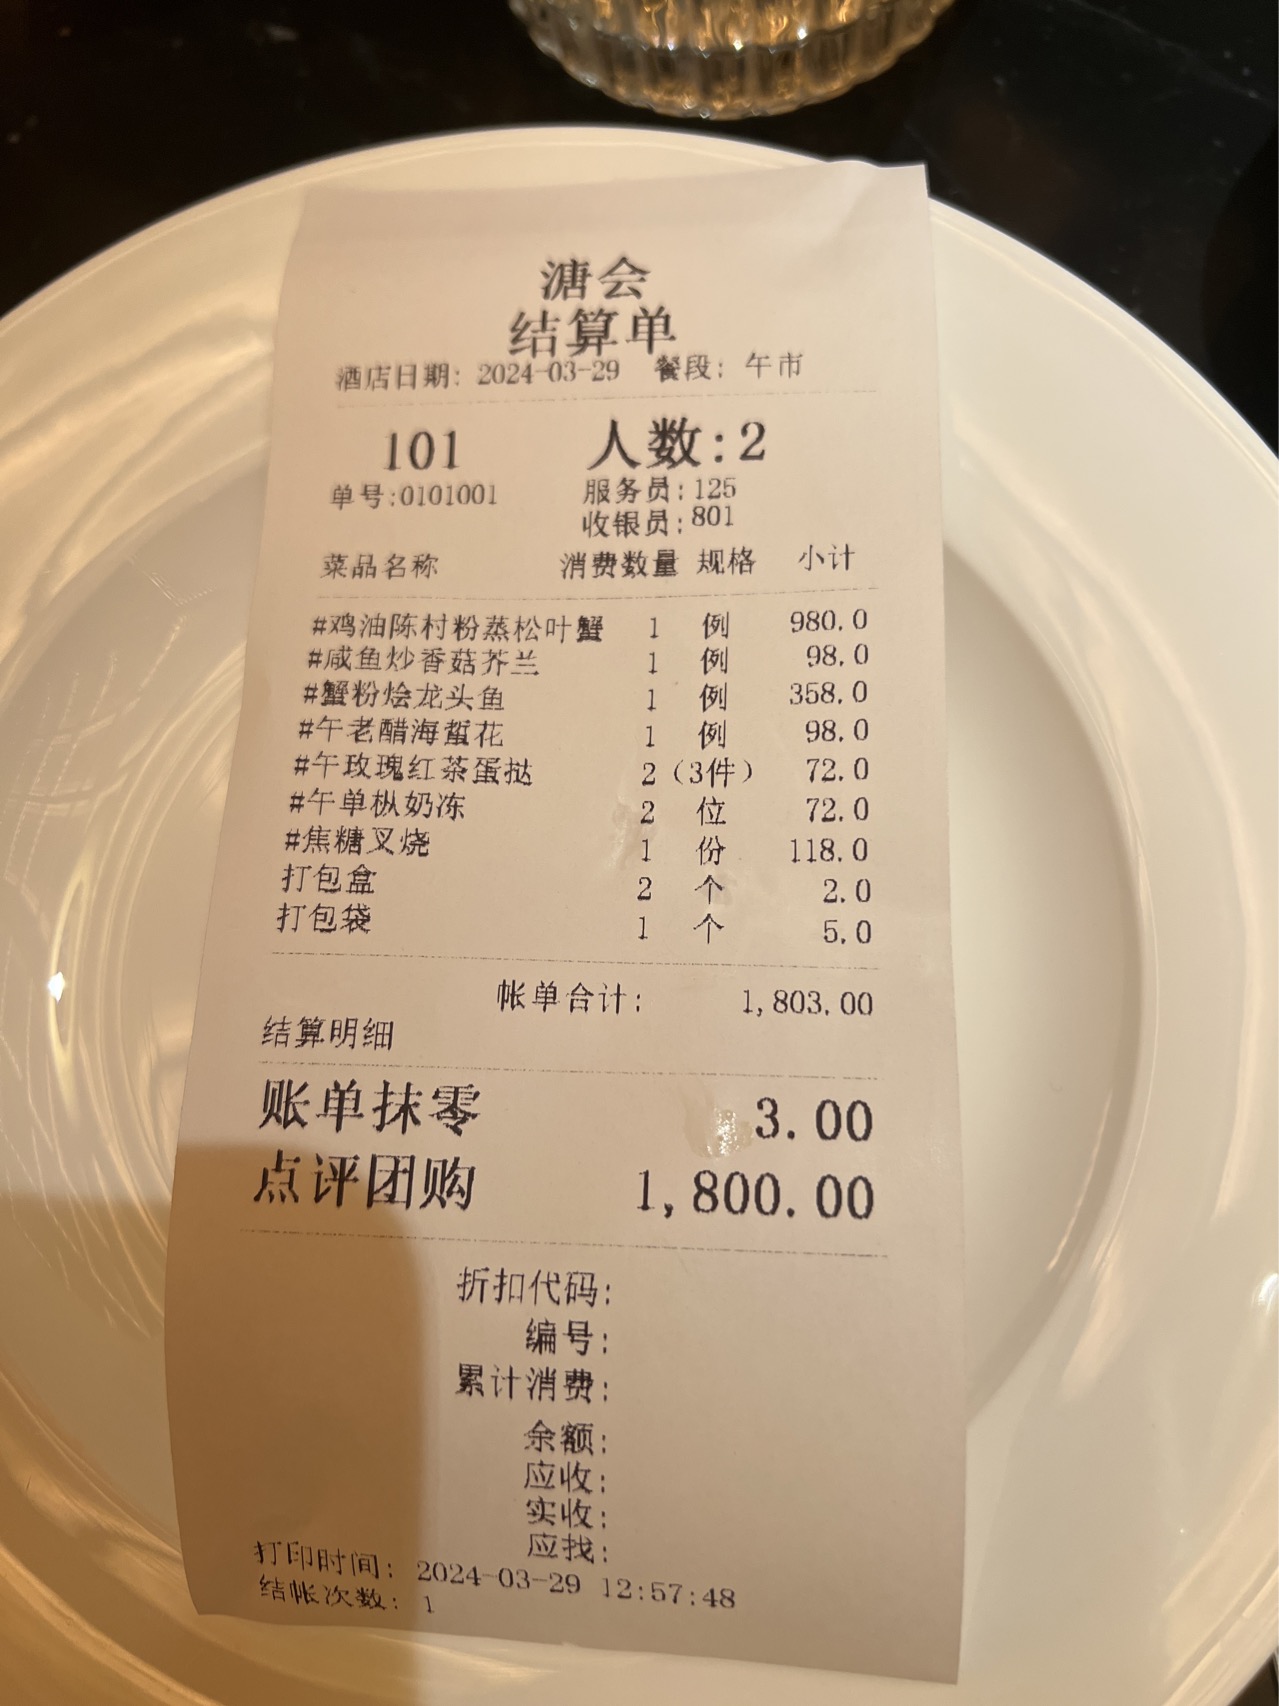 溏会
结算单
酒店日期: 2024-03-29 餐段: 午市
101 人数:2
单号:0101001 服务员:125
收银员:801
菜品名称 消费数量 规格 小计
#鸡油陈村粉蒸松叶蟹 1 例 980.0
#咸鱼炒香菇芥兰 1 例 98.0
#蟹粉烩龙头鱼 1 例 358.0
#午老醋海蜇花 1 例 98.0
#午玫瑰红茶蛋挞 2 (3件) 72.0
#午单枞奶冻 2 位 72.0
#焦糖叉烧 1 份 118.0
打包盒 2 个 2.0
打包袋 1 个 5.0
帐单合计: 1,803.00
结算明细
账单抹零 3.00
点评团购 1,800.00
折扣代码:
编号:
累计消费:
余额:
应收:
实收:
应找:
打印时间: 2024-03-29 12:57:48
结帐次数: 1